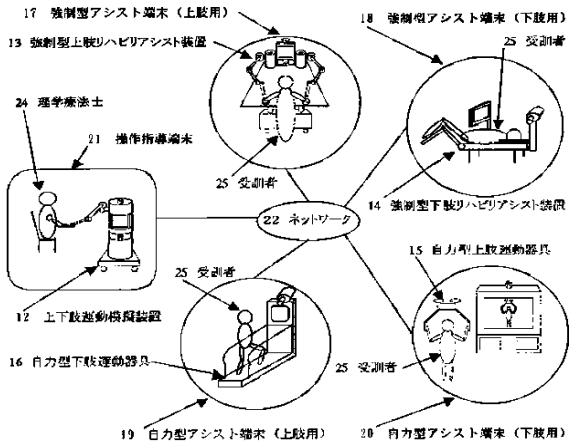 17 強制型アシスト端末（上肢用）
13 強制型上肢リハビリアシスト装置
18 強制型アシスト端末（下肢用）
25 受訓者
24 理学療法士
21 操作指導端末
25 受訓者
14 強制型下肢リハビリアシスト装置
22 ネットワーク
15 自力型上肢運動器具
25 受訓者
12 上下肢運動模擬装置
16 自力型下肢運動器具
25 受訓者
19 自力型アシスト端末（上肢用）
20 自力型アシスト端末（下肢用）